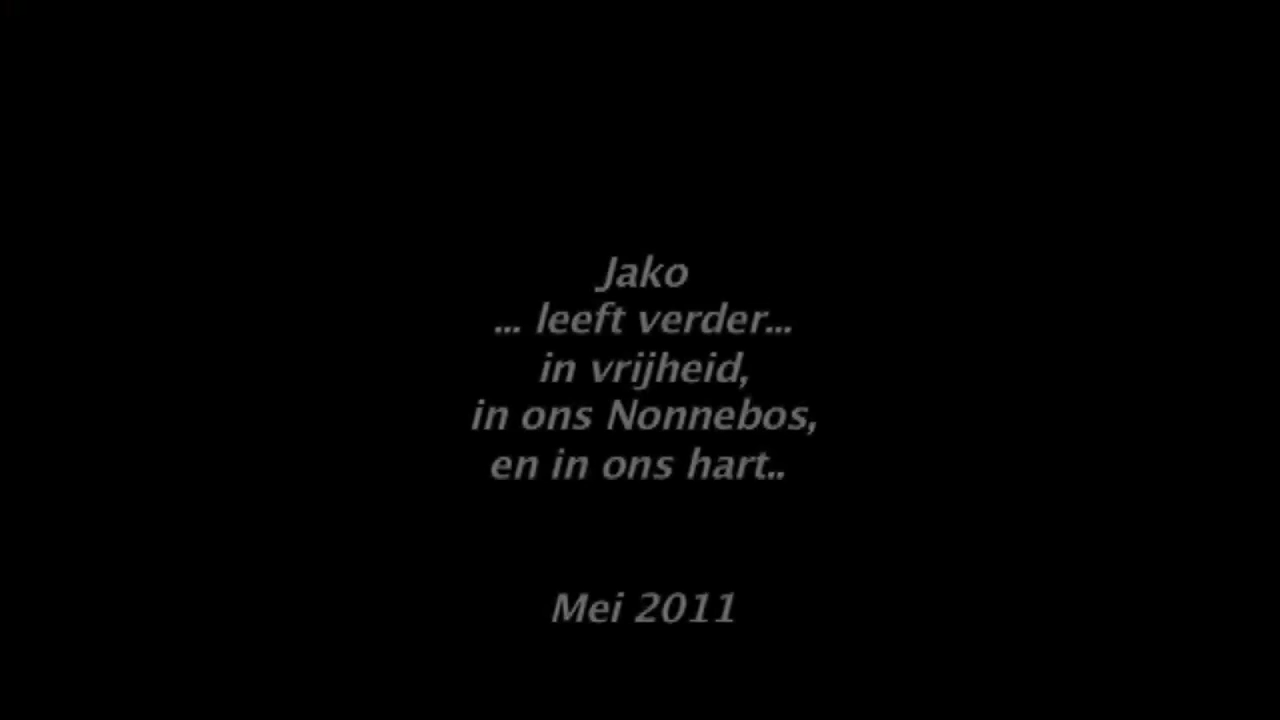 Jako
... leeft verder...
in vrijheid,
in ons Nonnebos,
en in ons hart..
Mei 2011